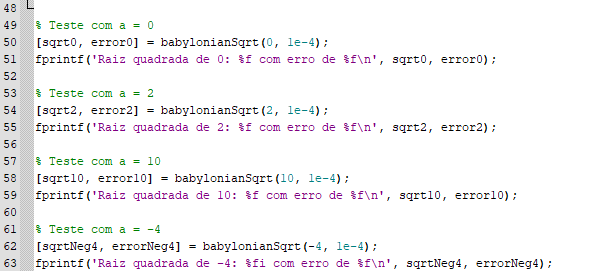 48
49 % Teste com a = 0
50 [sqrt0, error0] = babylonianSqrt(0, 1e-4);
51 fprintf('Raiz quadrada de 0: %f com erro de %f\n', sqrt0, error0);
52
53 % Teste com a = 2
54 [sqrt2, error2] = babylonianSqrt(2, 1e-4);
55 fprintf('Raiz quadrada de 2: %f com erro de %f\n', sqrt2, error2);
56
57 % Teste com a = 10
58 [sqrt10, error10] = babylonianSqrt(10, 1e-4);
59 fprintf('Raiz quadrada de 10: %f com erro de %f\n', sqrt10, error10);
60
61 % Teste com a = -4
62 [sqrtNeg4, errorNeg4] = babylonianSqrt(-4, 1e-4);
63 fprintf('Raiz quadrada de -4: %fi com erro de %f\n', sqrtNeg4, errorNeg4);